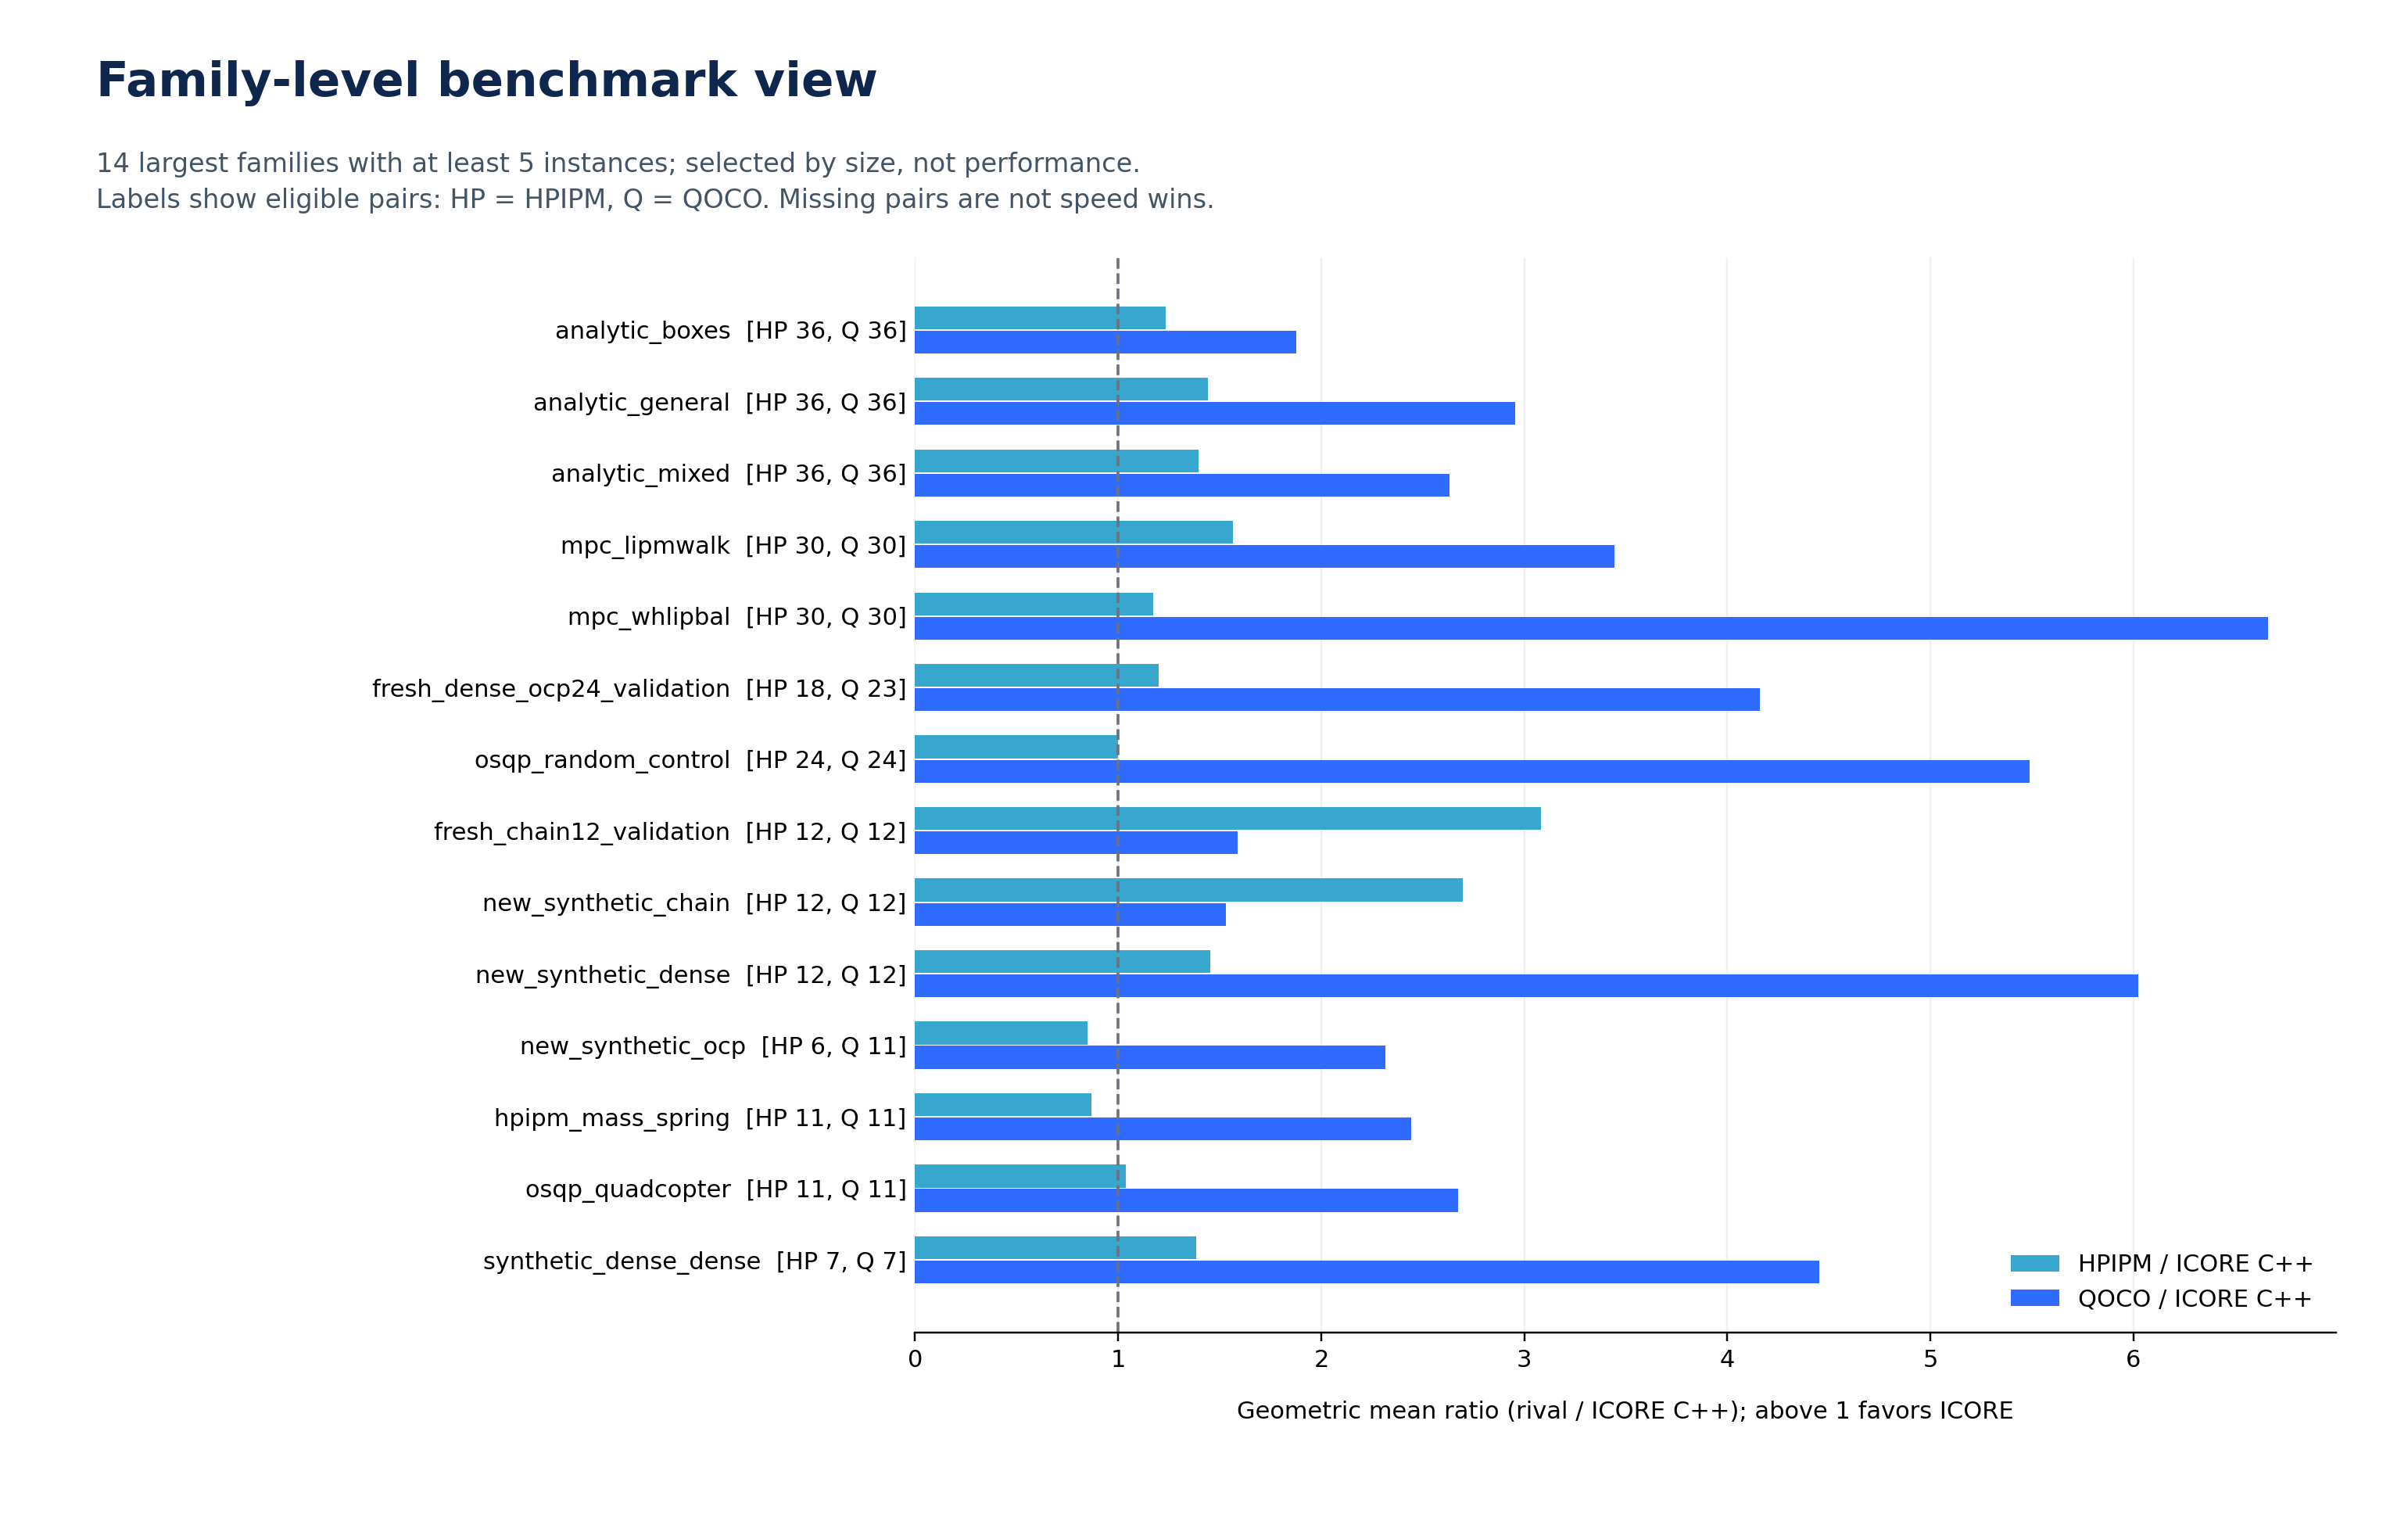 Family-level benchmark view
14 largest families with at least 5 instances; selected by size, not performance.
Labels show eligible pairs: HP = HPIPM, Q = QOCO. Missing pairs are not speed wins.
analytic_boxes  [HP 36, Q 36]
analytic_general  [HP 36, Q 36]
analytic_mixed  [HP 36, Q 36]
mpc_lipmwalk  [HP 30, Q 30]
mpc_whlipbal  [HP 30, Q 30]
fresh_dense_ocp24_validation  [HP 18, Q 23]
osqp_random_control  [HP 24, Q 24]
fresh_chain12_validation  [HP 12, Q 12]
new_synthetic_chain  [HP 12, Q 12]
new_synthetic_dense  [HP 12, Q 12]
new_synthetic_ocp  [HP 6, Q 11]
hpipm_mass_spring  [HP 11, Q 11]
osqp_quadcopter  [HP 11, Q 11]
synthetic_dense_dense  [HP 7, Q 7]
HPIPM / ICORE C++
QOCO / ICORE C++
0 1 2 3 4 5 6
Geometric mean ratio (rival / ICORE C++); above 1 favors ICORE